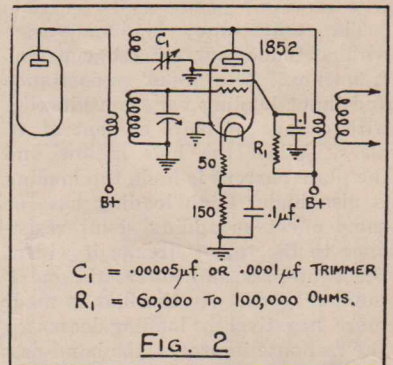 C₁
1852
50
R₁
.1
150
.1μf.
B+
B+
C₁ = .00005μf. OR .0001μf TRIMMER
R₁ = 60,000 TO 100,000 OHMS.
FIG. 2